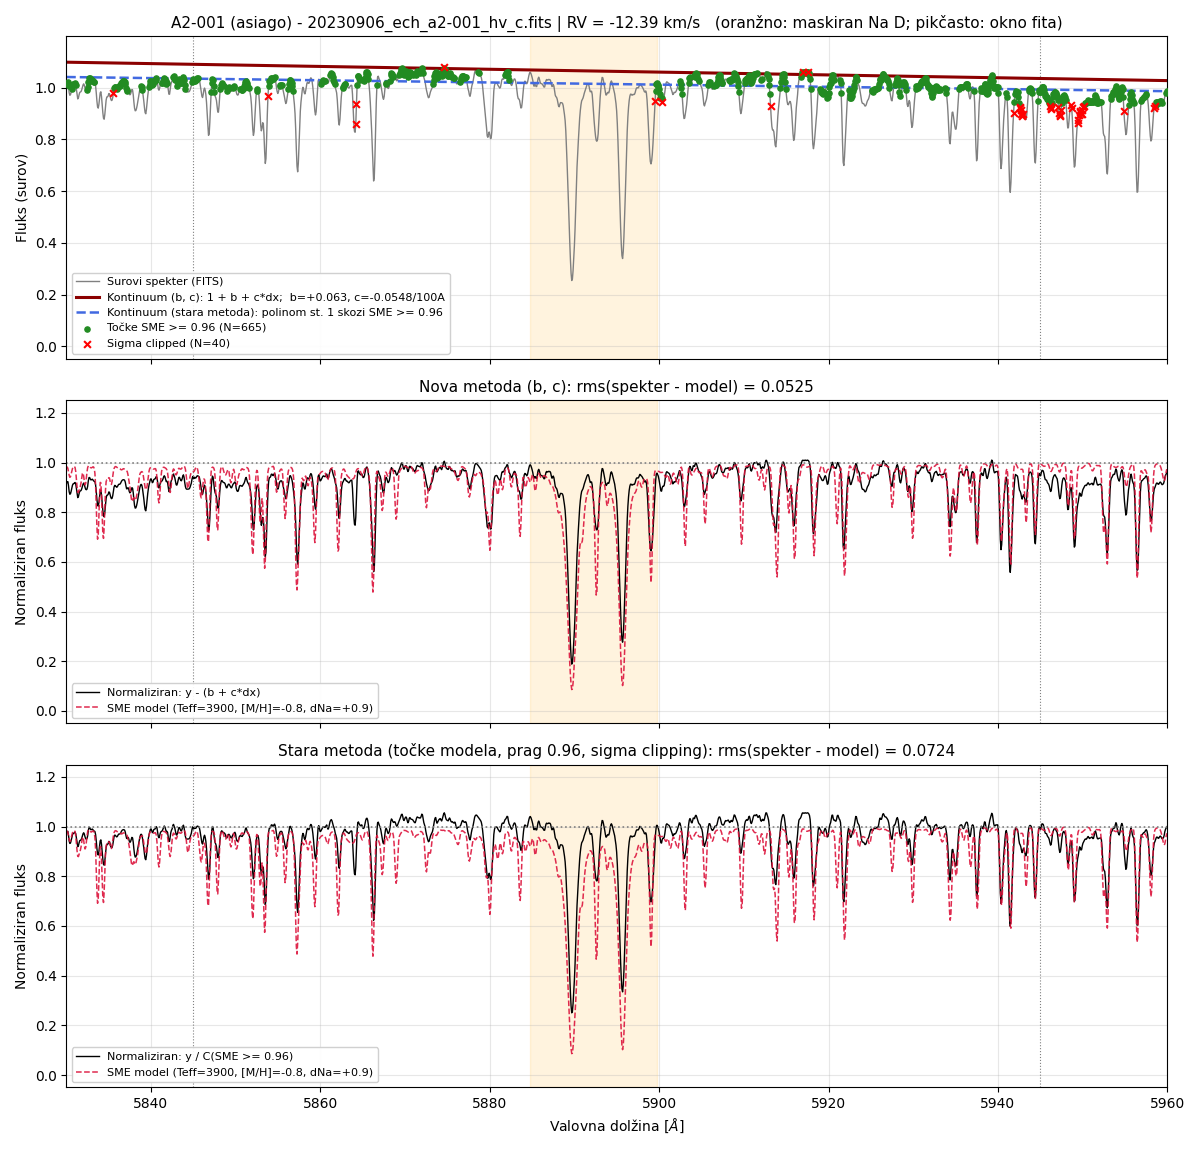 A2-001 (asiago) - 20230906_ech_a2-001_hv_c.fits | RV = -12.39 km/s   (oranžno: maskiran Na D; pikčasto: okno fita)
Fluks (surov)
1.0
0.8
0.6
0.4
0.2
0.0
Surovi spekter (FITS)
Kontinuum (b, c): 1 + b + c*dx;  b=+0.063, c=-0.0548/100A
Kontinuum (stara metoda): polinom st. 1 skozi SME >= 0.96
Točke SME >= 0.96 (N=665)
Sigma clipped (N=40)
Nova metoda (b, c): rms(spekter - model) = 0.0525
Normaliziran fluks
1.2
1.0
0.8
0.6
0.4
0.2
0.0
Normaliziran: y - (b + c*dx)
SME model (Teff=3900, [M/H]=-0.8, dNa=+0.9)
Stara metoda (točke modela, prag 0.96, sigma clipping): rms(spekter - model) = 0.0724
Normaliziran fluks
1.2
1.0
0.8
0.6
0.4
0.2
0.0
Normaliziran: y / C(SME >= 0.96)
SME model (Teff=3900, [M/H]=-0.8, dNa=+0.9)
5840 5860 5880 5900 5920 5940 5960
Valovna dolžina [Å]